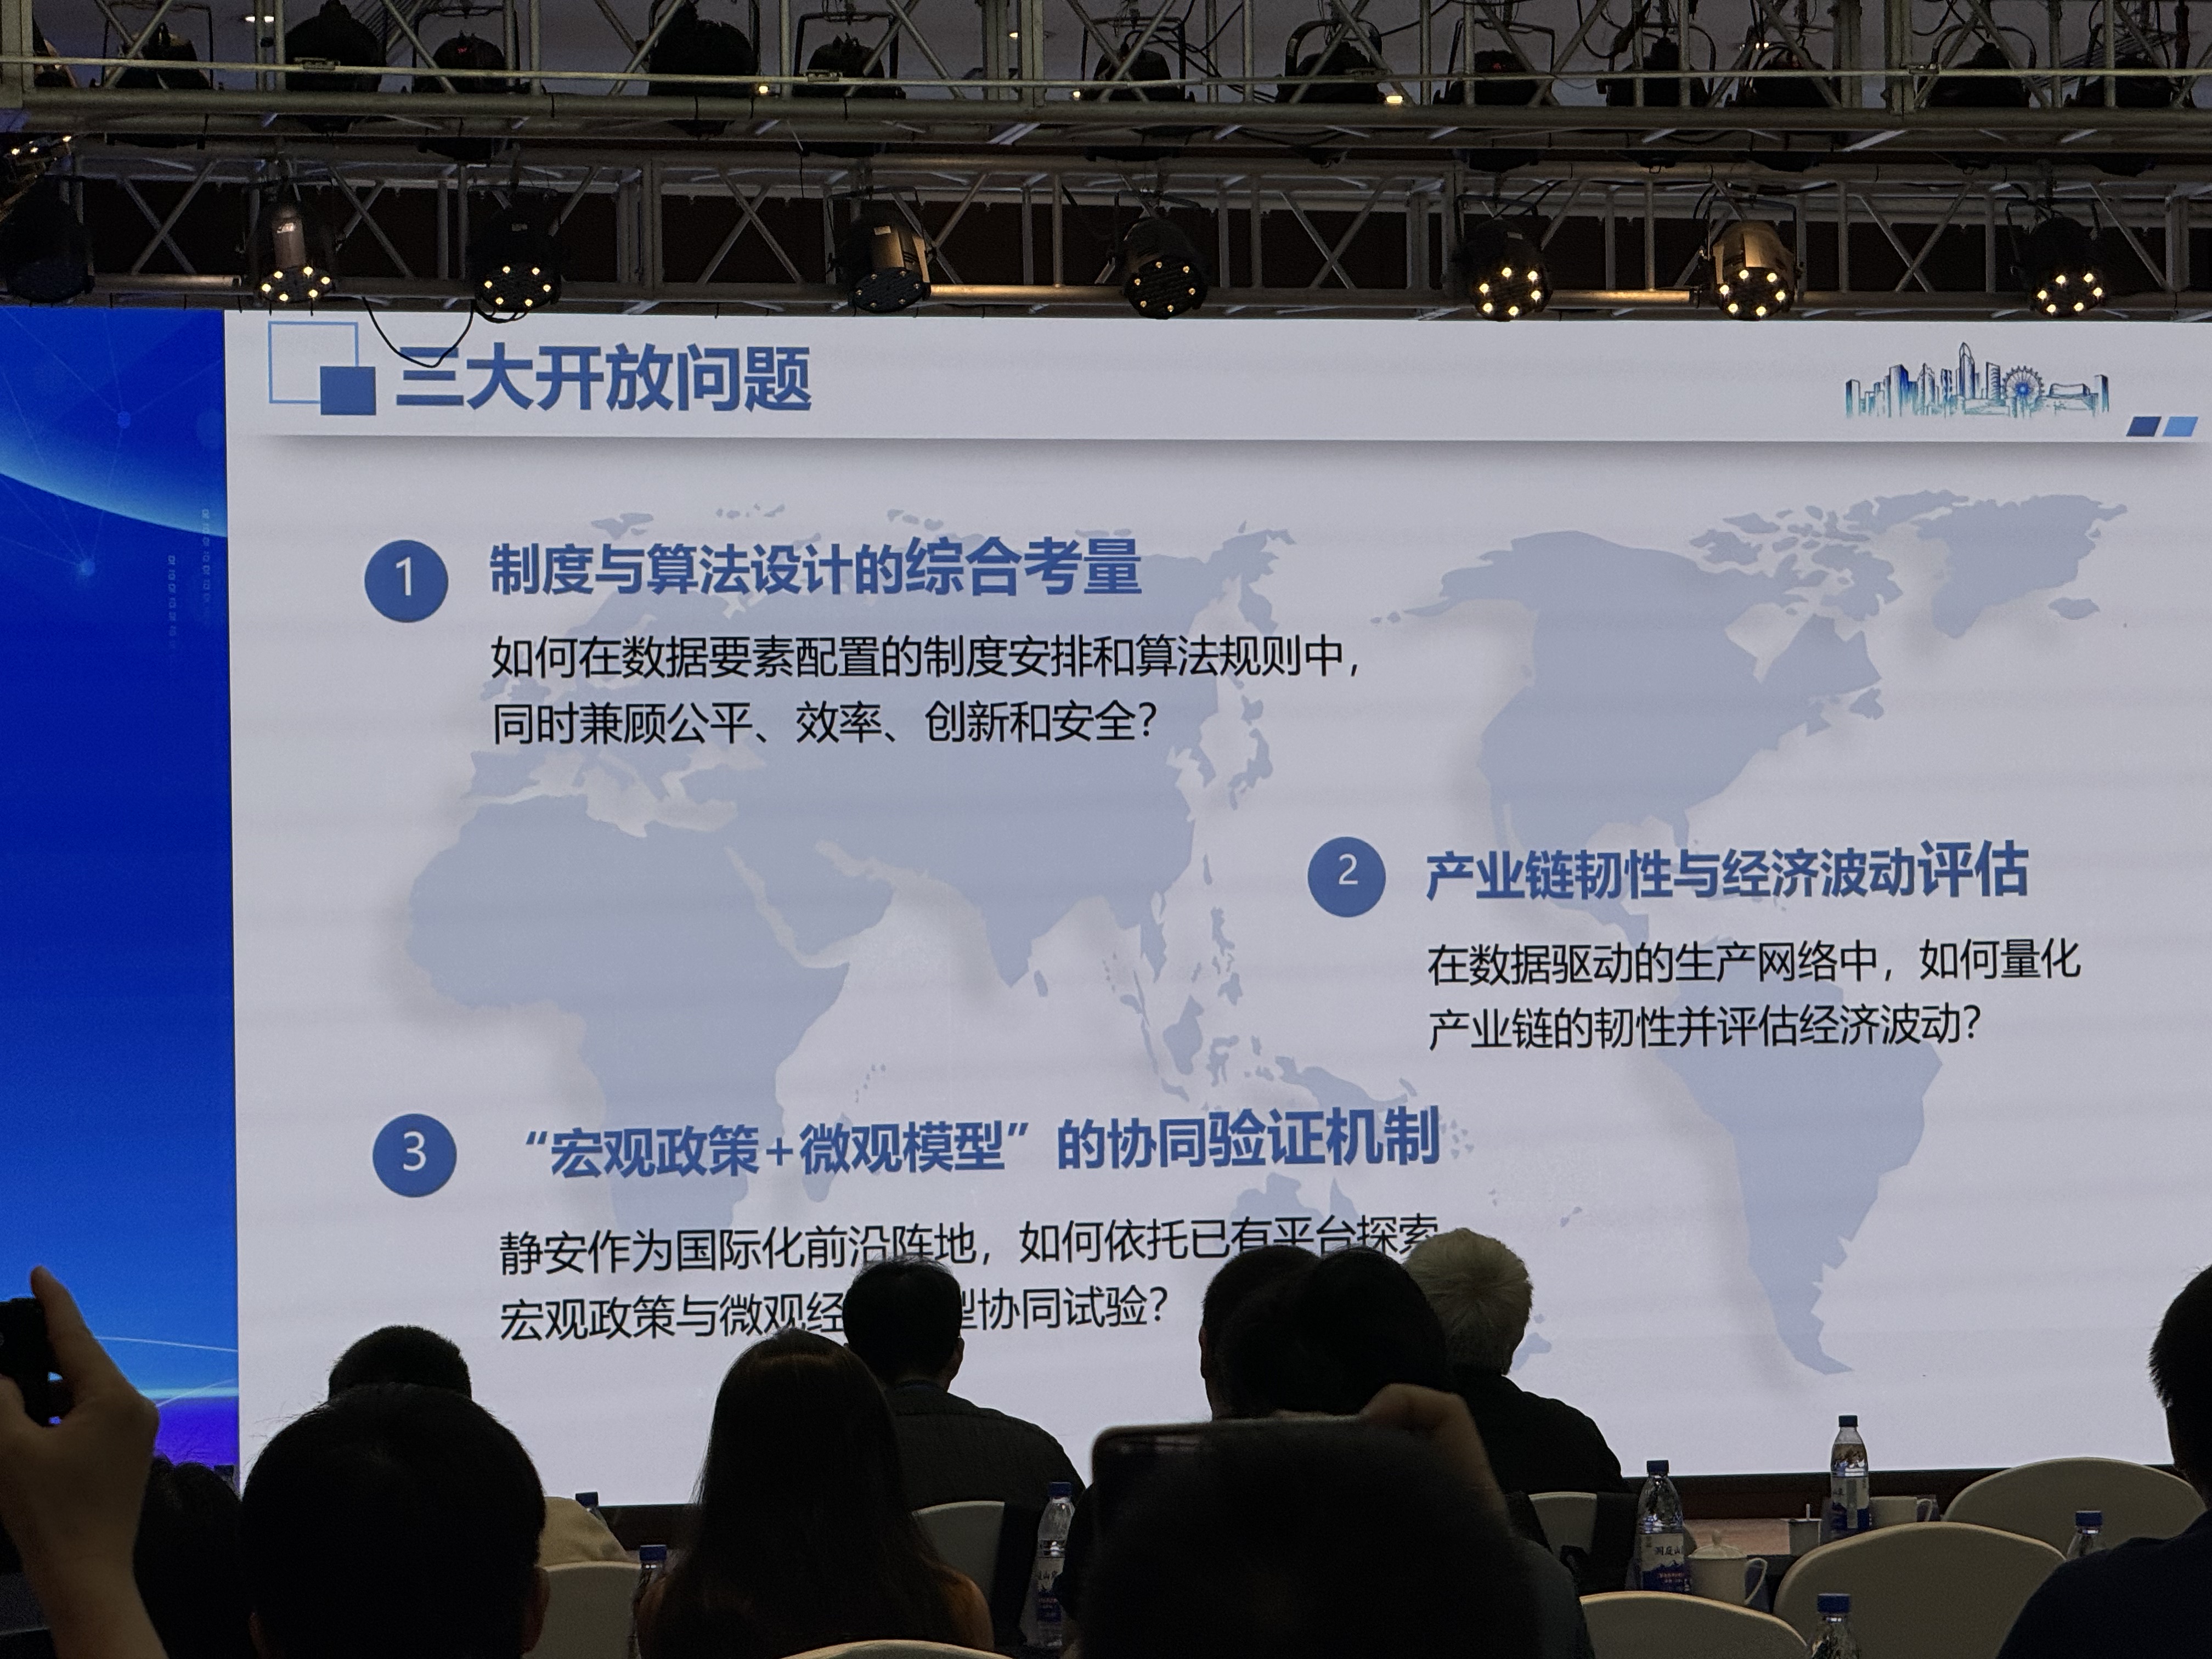 三大开放问题
1 制度与算法设计的综合考量
如何在数据要素配置的制度安排和算法规则中，
同时兼顾公平、效率、创新和安全？
2 产业链韧性与经济波动评估
在数据驱动的生产网络中，如何量化
产业链的韧性并评估经济波动？
3 “宏观政策+微观模型”的协同验证机制
静安作为国际化前沿阵地，如何依托已有平台探索
宏观政策与微观经 型协同试验？